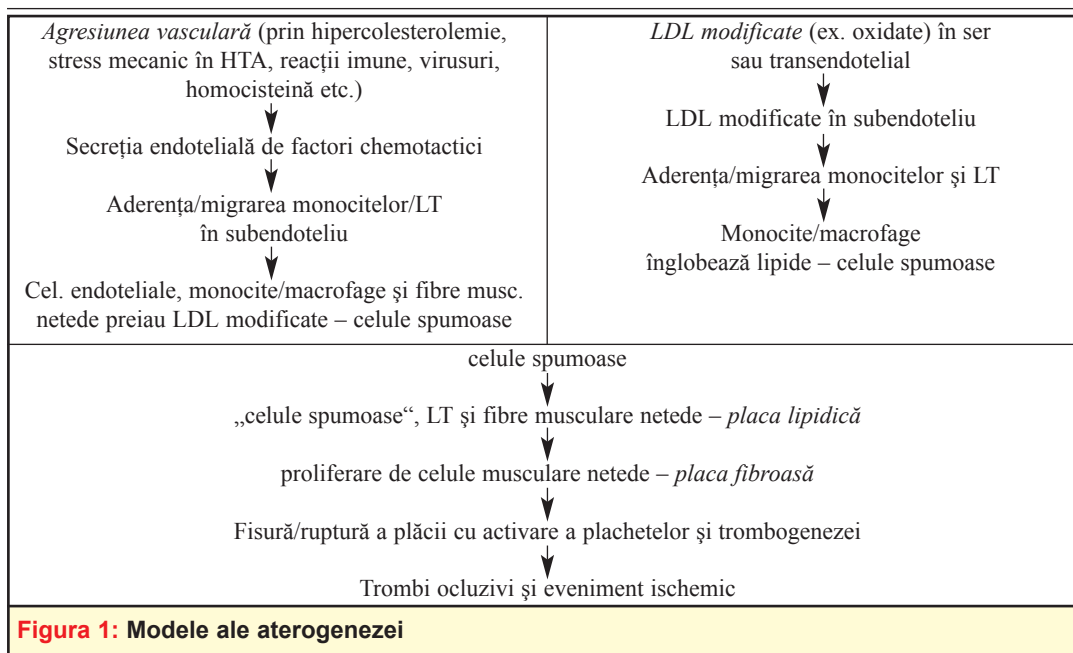 Agresiunea vasculară (prin hipercolesterolemie,
stress mecanic în HTA, reacții imune, virusuri,
homocisteină etc.)
Secreția endotelială de factori chemotactici
Aderența/migrarea monocitelor/LT
în subendoteliu
Cel. endoteliale, monocite/macrofage şi fibre musc.
netede preiau LDL modificate – celule spumoase
LDL modificate (ex. oxidate) în ser
sau transendotelial
LDL modificate în subendoteliu
Aderența/migrarea monocitelor şi LT
Monocite/macrofage
înglobează lipide – celule spumoase
celule spumoase
„celule spumoase“, LT şi fibre musculare netede – placa lipidică
proliferare de celule musculare netede – placa fibroasă
Fisură/ruptură a plăcii cu activare a plachetelor şi trombogenezei
Trombi ocluzivi şi eveniment ischemic
Figura 1: Modele ale aterogenezei